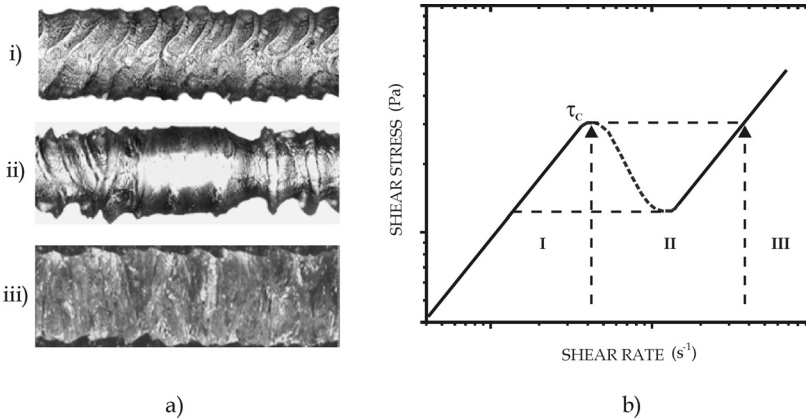 i)
ii)
iii)
a)
SHEAR STRESS (Pa)
τC
I
II
III
SHEAR RATE (s-1)
b)